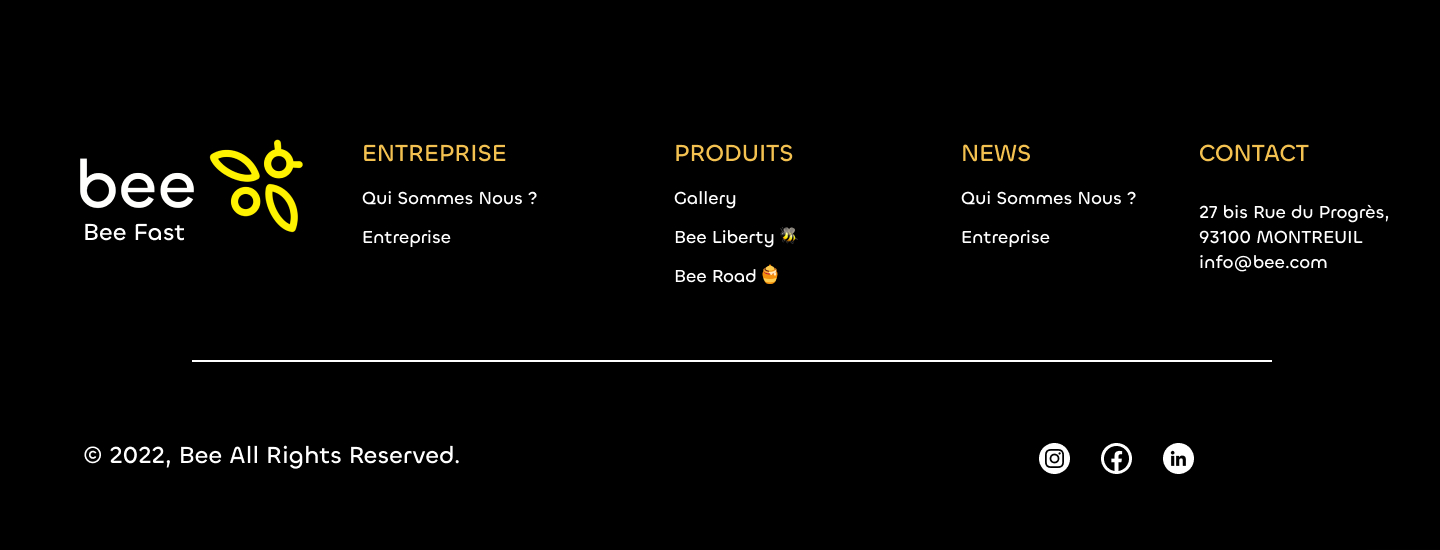 bee
Bee Fast
ENTREPRISE
Qui Sommes Nous ?
Entreprise
PRODUITS
Gallery
Bee Liberty 🐝
Bee Road 🍯
NEWS
Qui Sommes Nous ?
Entreprise
CONTACT
27 bis Rue du Progrès,
93100 MONTREUIL
info@bee.com
© 2022, Bee All Rights Reserved.
in